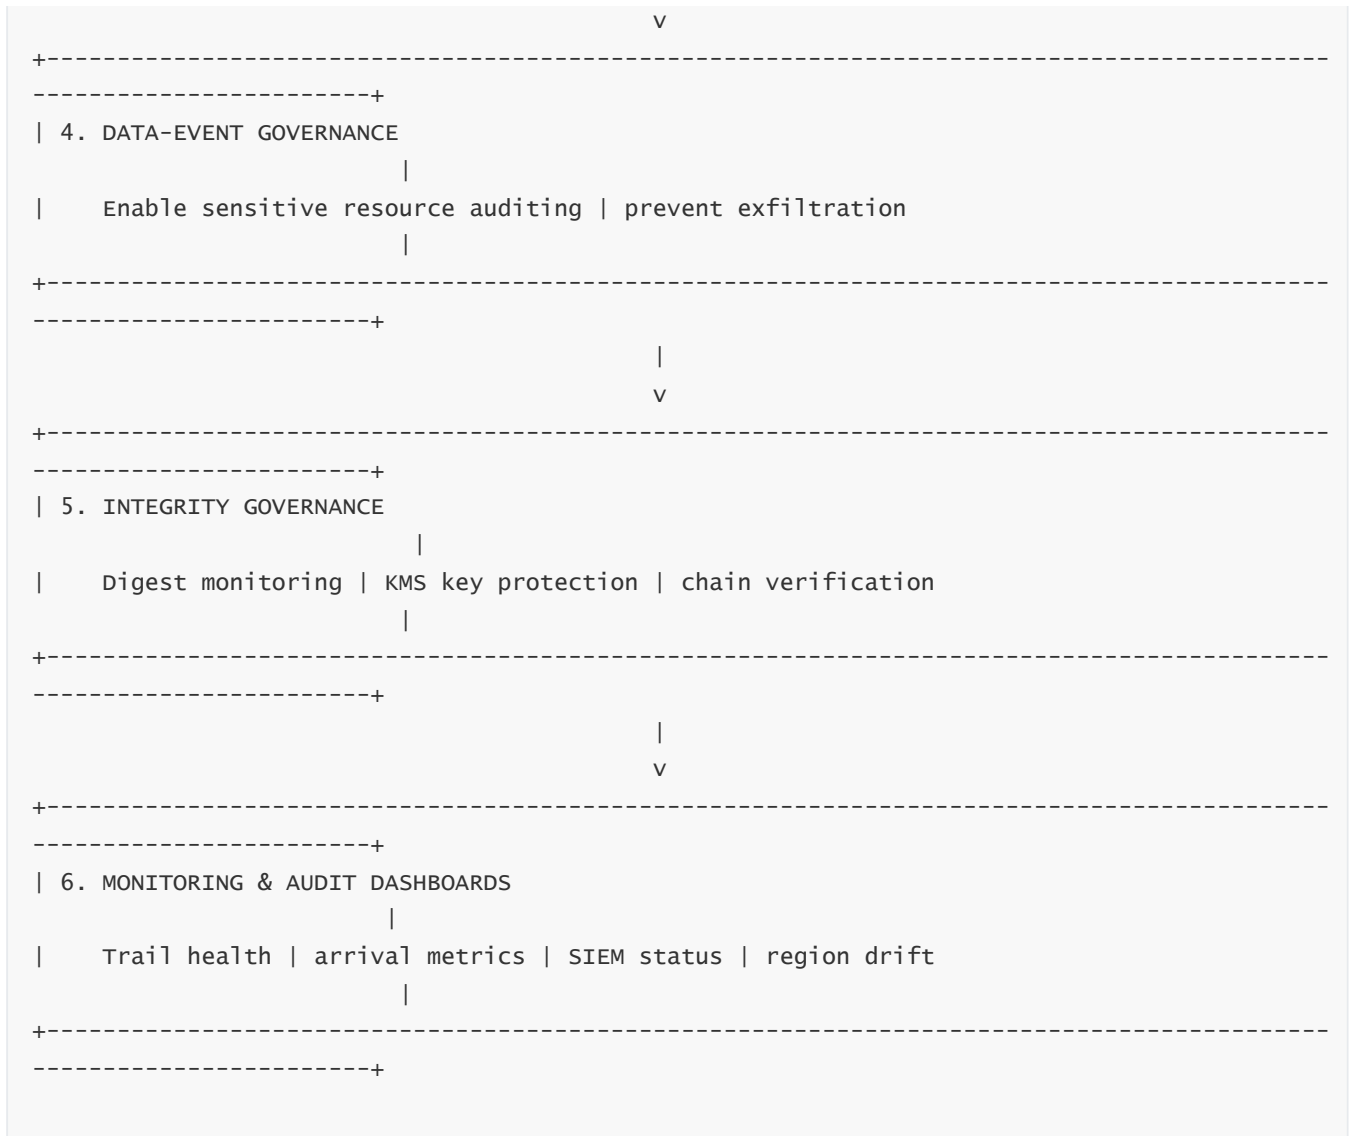 v
+-------------------------------------------------------------------------------------------
------------------------+
| 4. DATA-EVENT GOVERNANCE
|
| Enable sensitive resource auditing | prevent exfiltration
|
+-------------------------------------------------------------------------------------------
------------------------+
|
v
+-------------------------------------------------------------------------------------------
------------------------+
| 5. INTEGRITY GOVERNANCE
|
| Digest monitoring | KMS key protection | chain verification
|
+-------------------------------------------------------------------------------------------
------------------------+
|
v
+-------------------------------------------------------------------------------------------
------------------------+
| 6. MONITORING & AUDIT DASHBOARDS
|
| Trail health | arrival metrics | SIEM status | region drift
|
+-------------------------------------------------------------------------------------------
------------------------+